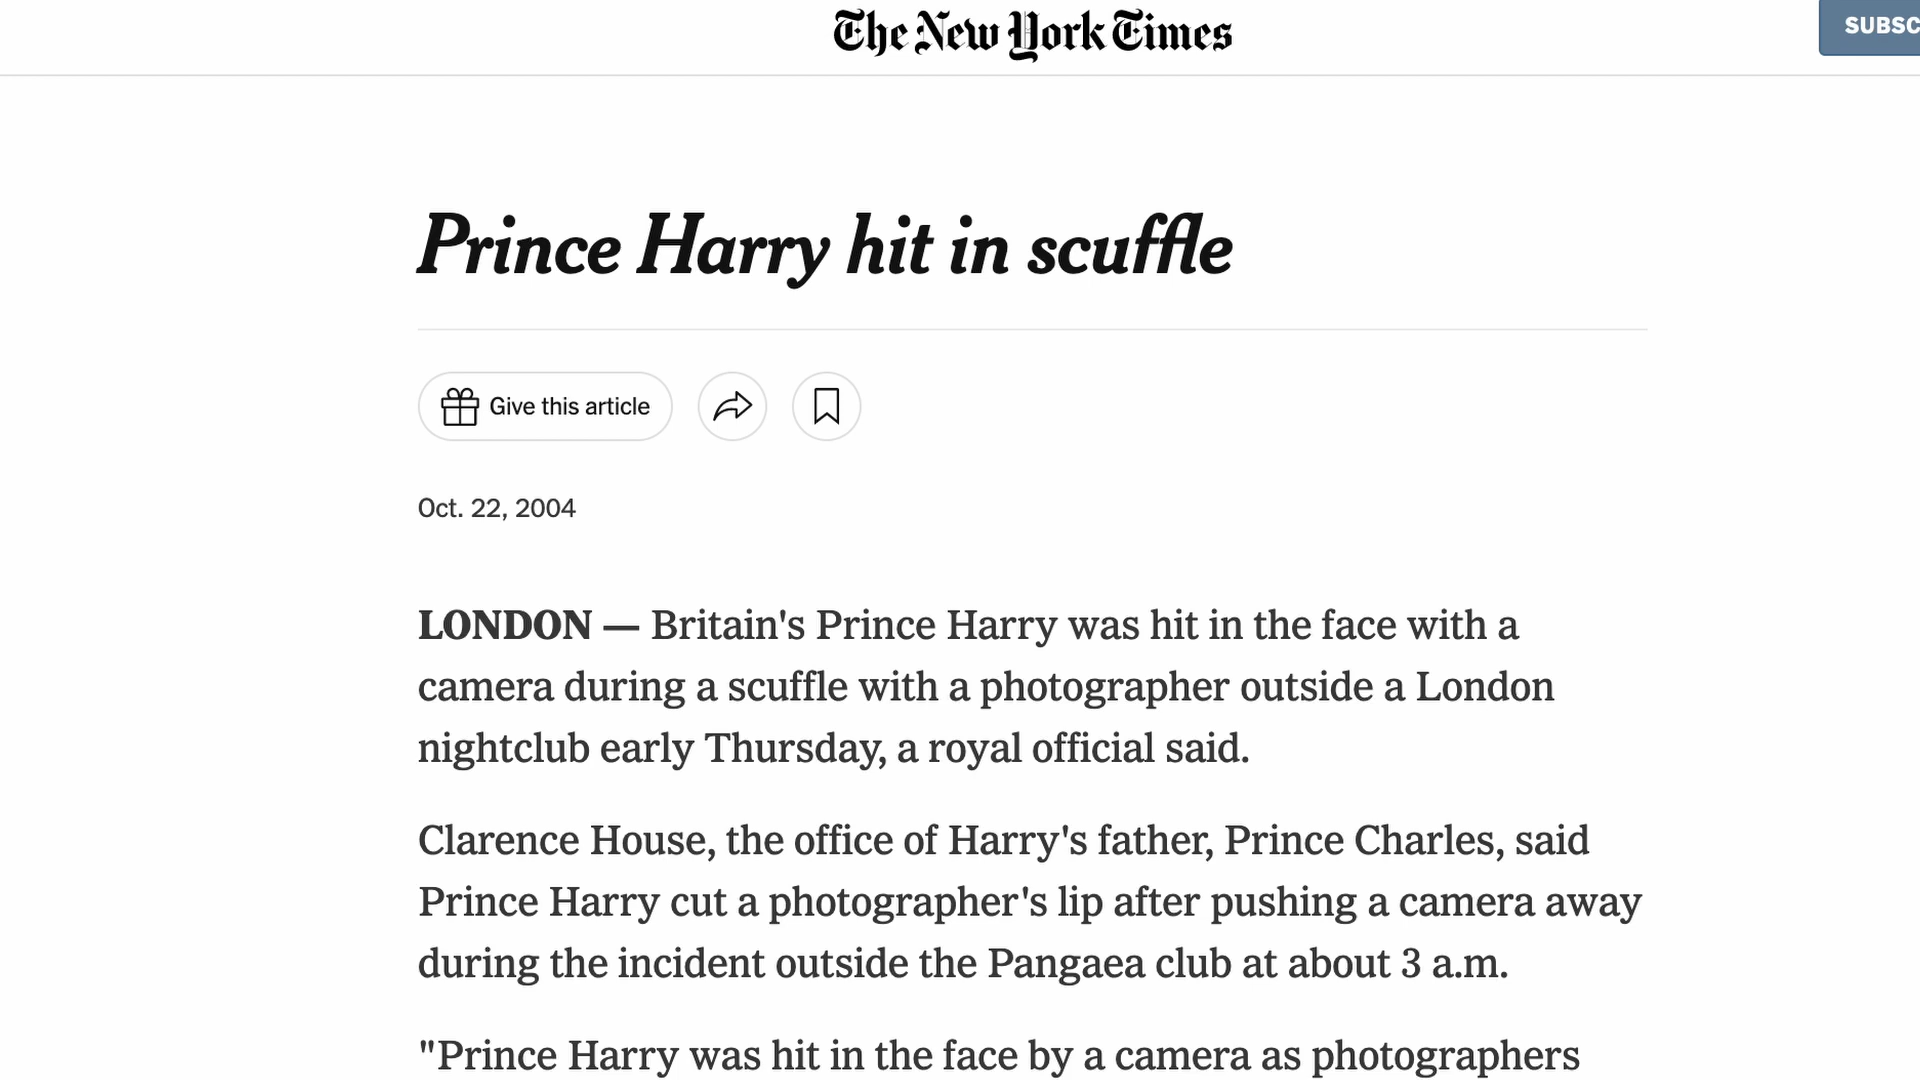 The New York Times
SUBSC
Prince Harry hit in scuffle
Give this article
Oct. 22, 2004
LONDON — Britain's Prince Harry was hit in the face with a
camera during a scuffle with a photographer outside a London
nightclub early Thursday, a royal official said.
Clarence House, the office of Harry's father, Prince Charles, said
Prince Harry cut a photographer's lip after pushing a camera away
during the incident outside the Pangaea club at about 3 a.m.
"Prince Harry was hit in the face by a camera as photographers